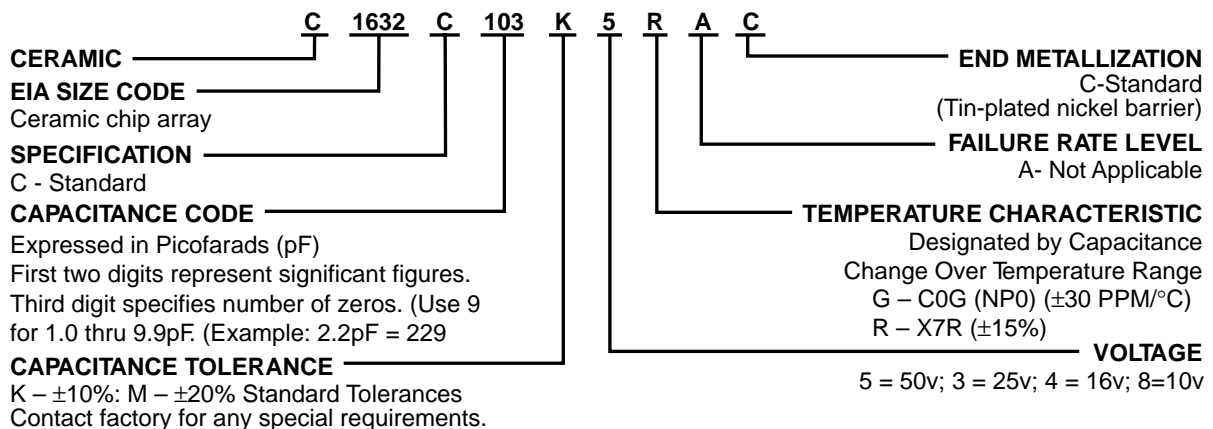 C 1632 C 103 K 5 R A C
CERAMIC
EIA SIZE CODE
Ceramic chip array
SPECIFICATION
C - Standard
CAPACITANCE CODE
Expressed in Picofarads (pF)
First two digits represent significant figures.
Third digit specifies number of zeros. (Use 9
for 1.0 thru 9.9pF. (Example: 2.2pF = 229
CAPACITANCE TOLERANCE
K – ±10%: M – ±20% Standard Tolerances
Contact factory for any special requirements.
END METALLIZATION
C-Standard
(Tin-plated nickel barrier)
FAILURE RATE LEVEL
A- Not Applicable
TEMPERATURE CHARACTERISTIC
Designated by Capacitance
Change Over Temperature Range
G – C0G (NP0) (±30 PPM/°C)
R – X7R (±15%)
VOLTAGE
5 = 50v; 3 = 25v; 4 = 16v; 8=10v